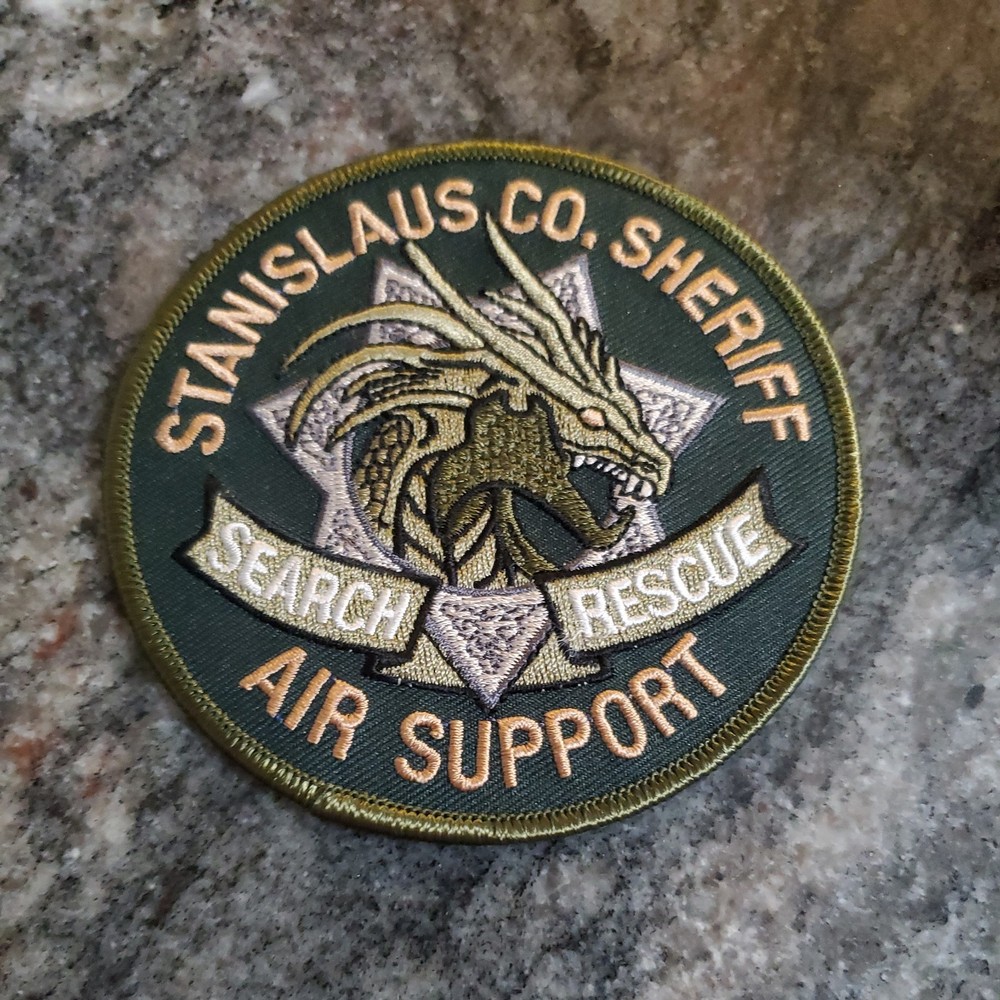 STANISLAUS CO. SHERIFF
SEARCH RESCUE
AIR SUPPORT